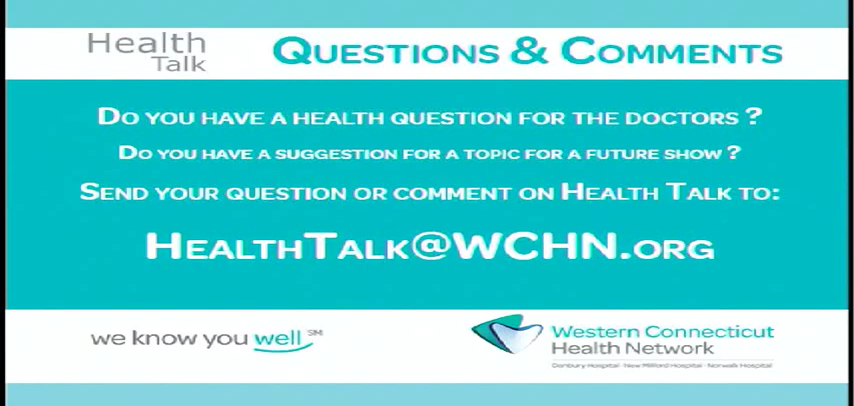 Health Talk
QUESTIONS & COMMENTS
DO YOU HAVE A HEALTH QUESTION FOR THE DOCTORS ?
DO YOU HAVE A SUGGESTION FOR A TOPIC FOR A FUTURE SHOW ?
SEND YOUR QUESTION OR COMMENT ON HEALTH TALK TO:
HEALTHTALK@WCHN.ORG
we know you well SM
Western Connecticut
Health Network
Danbury Hospital · New Milford Hospital · Norwalk Hospital